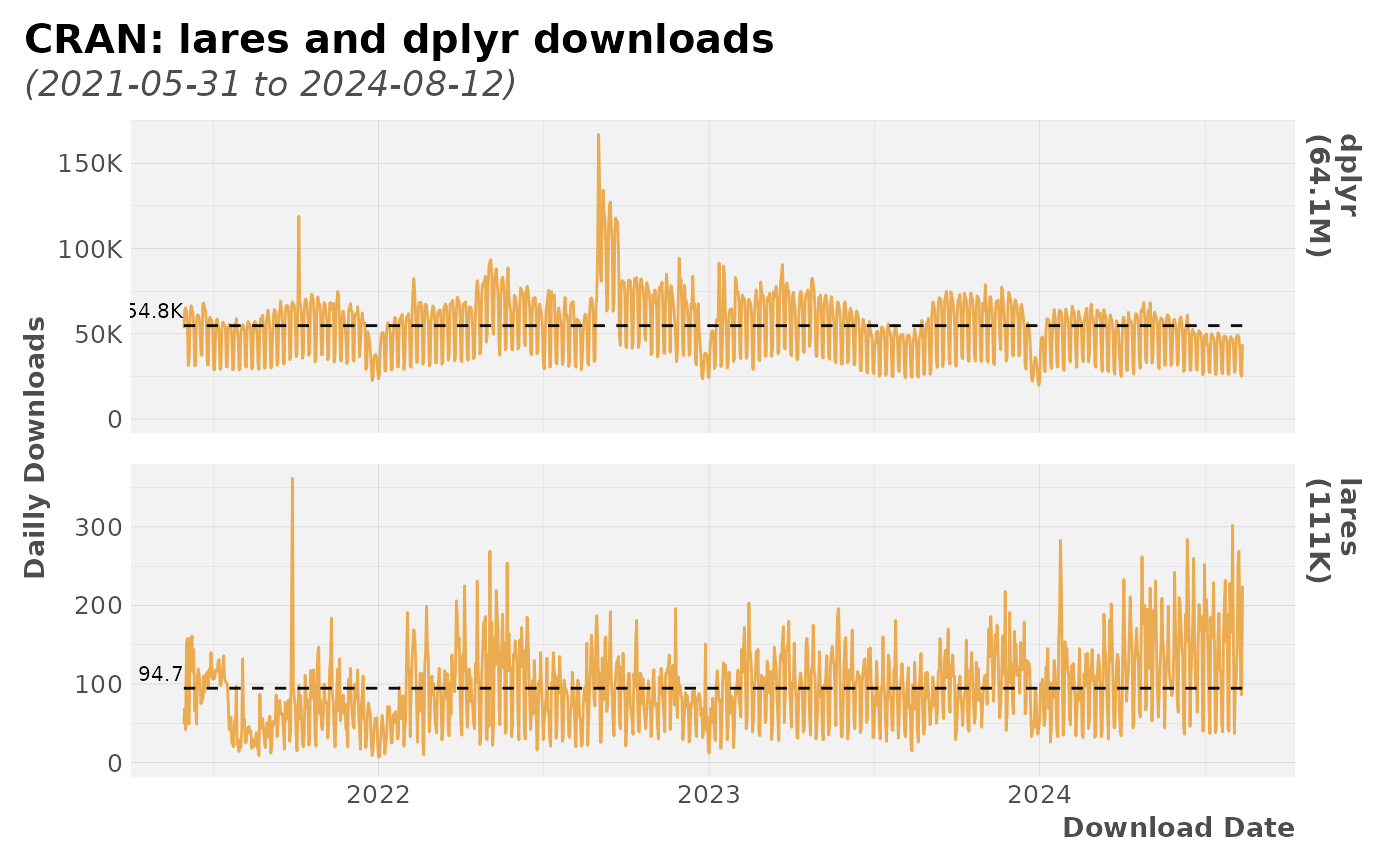 CRAN: lares and dplyr downloads
(2021-05-31 to 2024-08-12)
Dailly Downloads
150K
100K
54.8K
50K
0
dplyr
(64.1M)
300
200
94.7
100
0
lares
(111K)
2022
2023
2024
Download Date